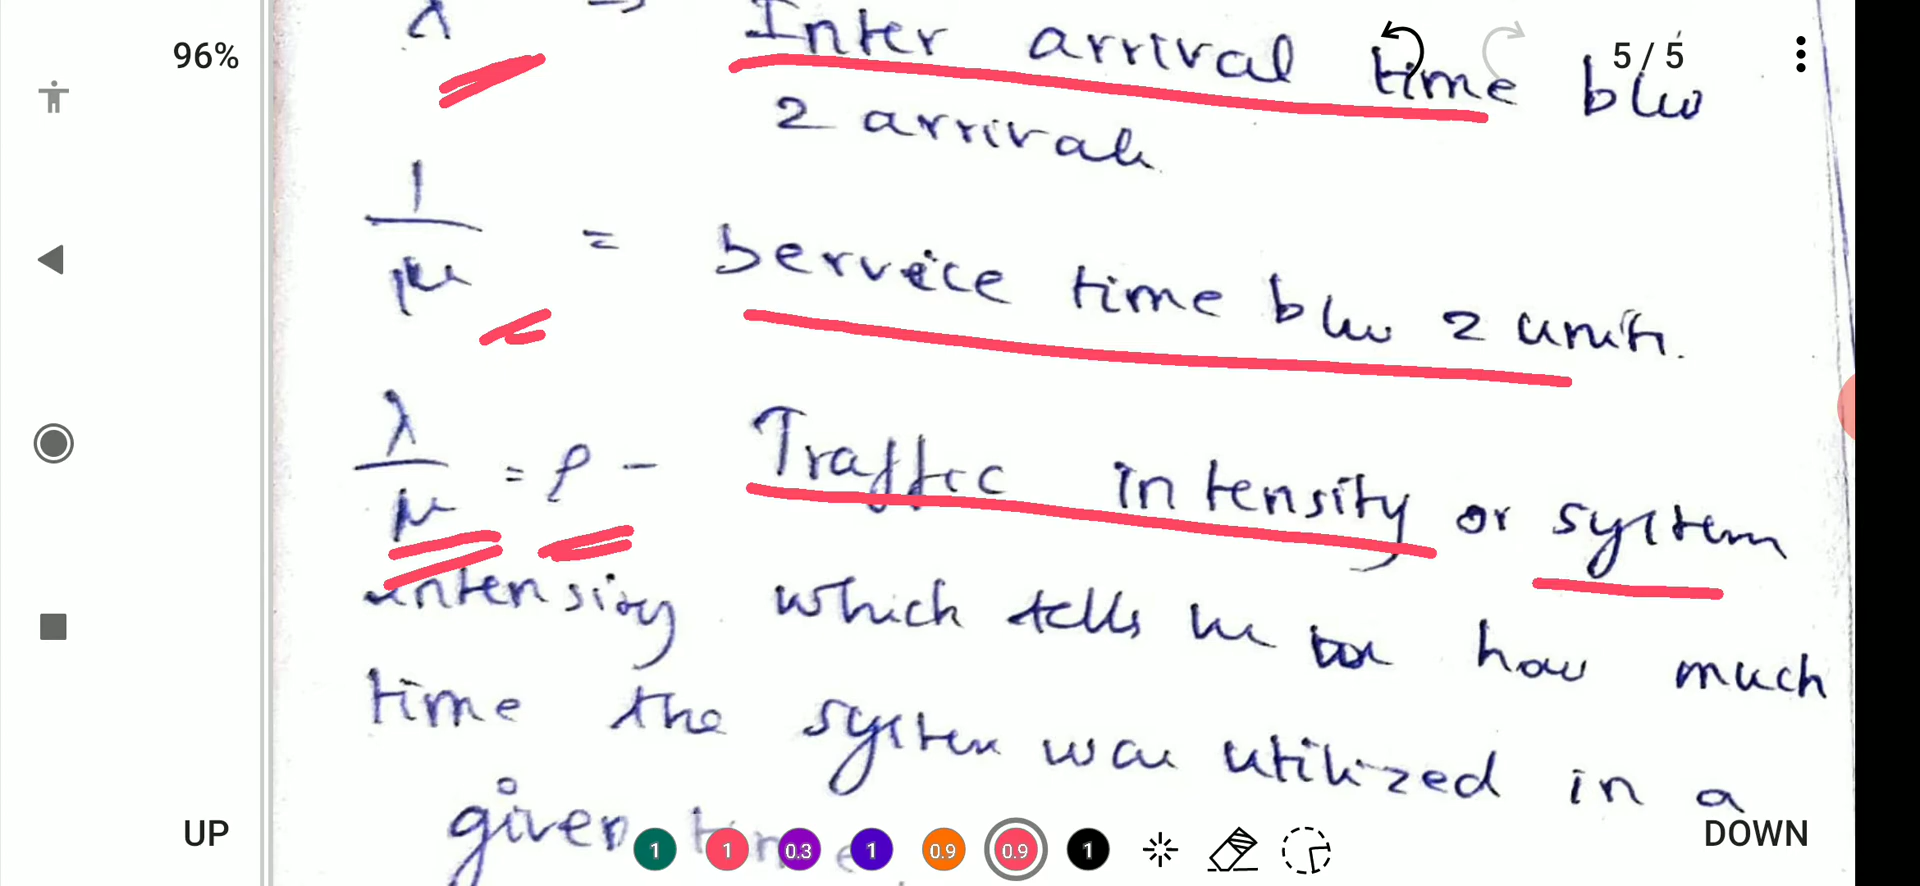 96%
λ => Inter arrival time b/w
5/5
2 arrivals
1/μ = Service time b/w 2 units.
λ/μ = ρ - Traffic intensity or system
intensity which tells us how much
time the system was utilized in a
given time
UP
1 1 0.3 1 0.9 0.9 1
DOWN